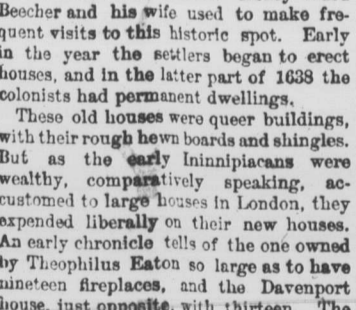 Beecher and his wife used to make fre-
quent visits to this historic spot. Early
in the year the settlers began to erect
houses, and in the latter part of 1638 the
colonists had permanent dwellings.
These old houses were queer buildings,
with their rough hewn boards and shingles.
But as the early Ininnipiacans were
wealthy, comparatively speaking, ac-
customed to large houses in London, they
expended liberally on their new houses.
An early chronicle tells of the one owned
by Theophilus Eaton so large as to have
nineteen fireplaces, and the Davenport
house, just opposite, with thirteen. The